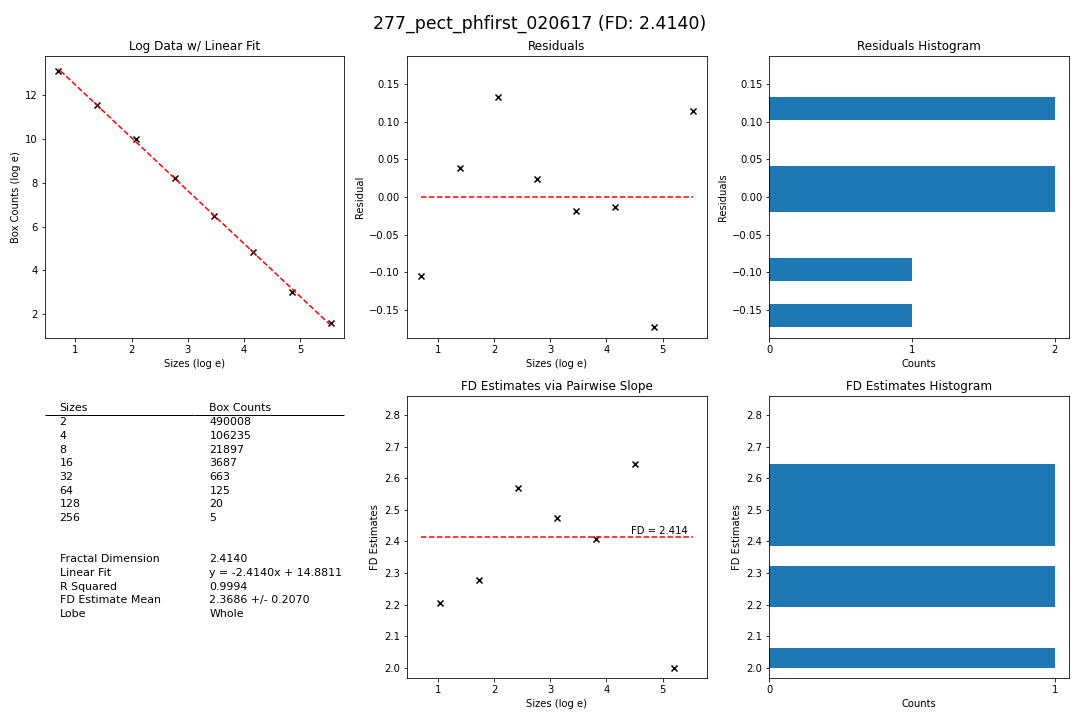 277_pect_phfirst_020617 (FD: 2.4140)
Log Data w/ Linear Fit
Box Counts (log e)
12
10
8
6
4
2
1 2 3 4 5
Sizes (log e)
Residuals
Residual
0.15
0.10
0.05
0.00
−0.05
−0.10
−0.15
1 2 3 4 5
Sizes (log e)
Residuals Histogram
Residuals
0.15
0.10
0.05
0.00
−0.05
−0.10
−0.15
0 1 2
Counts
Sizes Box Counts
2 490008
4 106235
8 21897
16 3687
32 663
64 125
128 20
256 5
Fractal Dimension 2.4140
Linear Fit y = -2.4140x + 14.8811
R Squared 0.9994
FD Estimate Mean 2.3686 +/- 0.2070
Lobe Whole
FD Estimates via Pairwise Slope
FD Estimates
2.8
2.7
2.6
2.5
2.4
2.3
2.2
2.1
2.0
FD = 2.414
1 2 3 4 5
Sizes (log e)
FD Estimates Histogram
FD Estimates
2.8
2.7
2.6
2.5
2.4
2.3
2.2
2.1
2.0
0 1
Counts